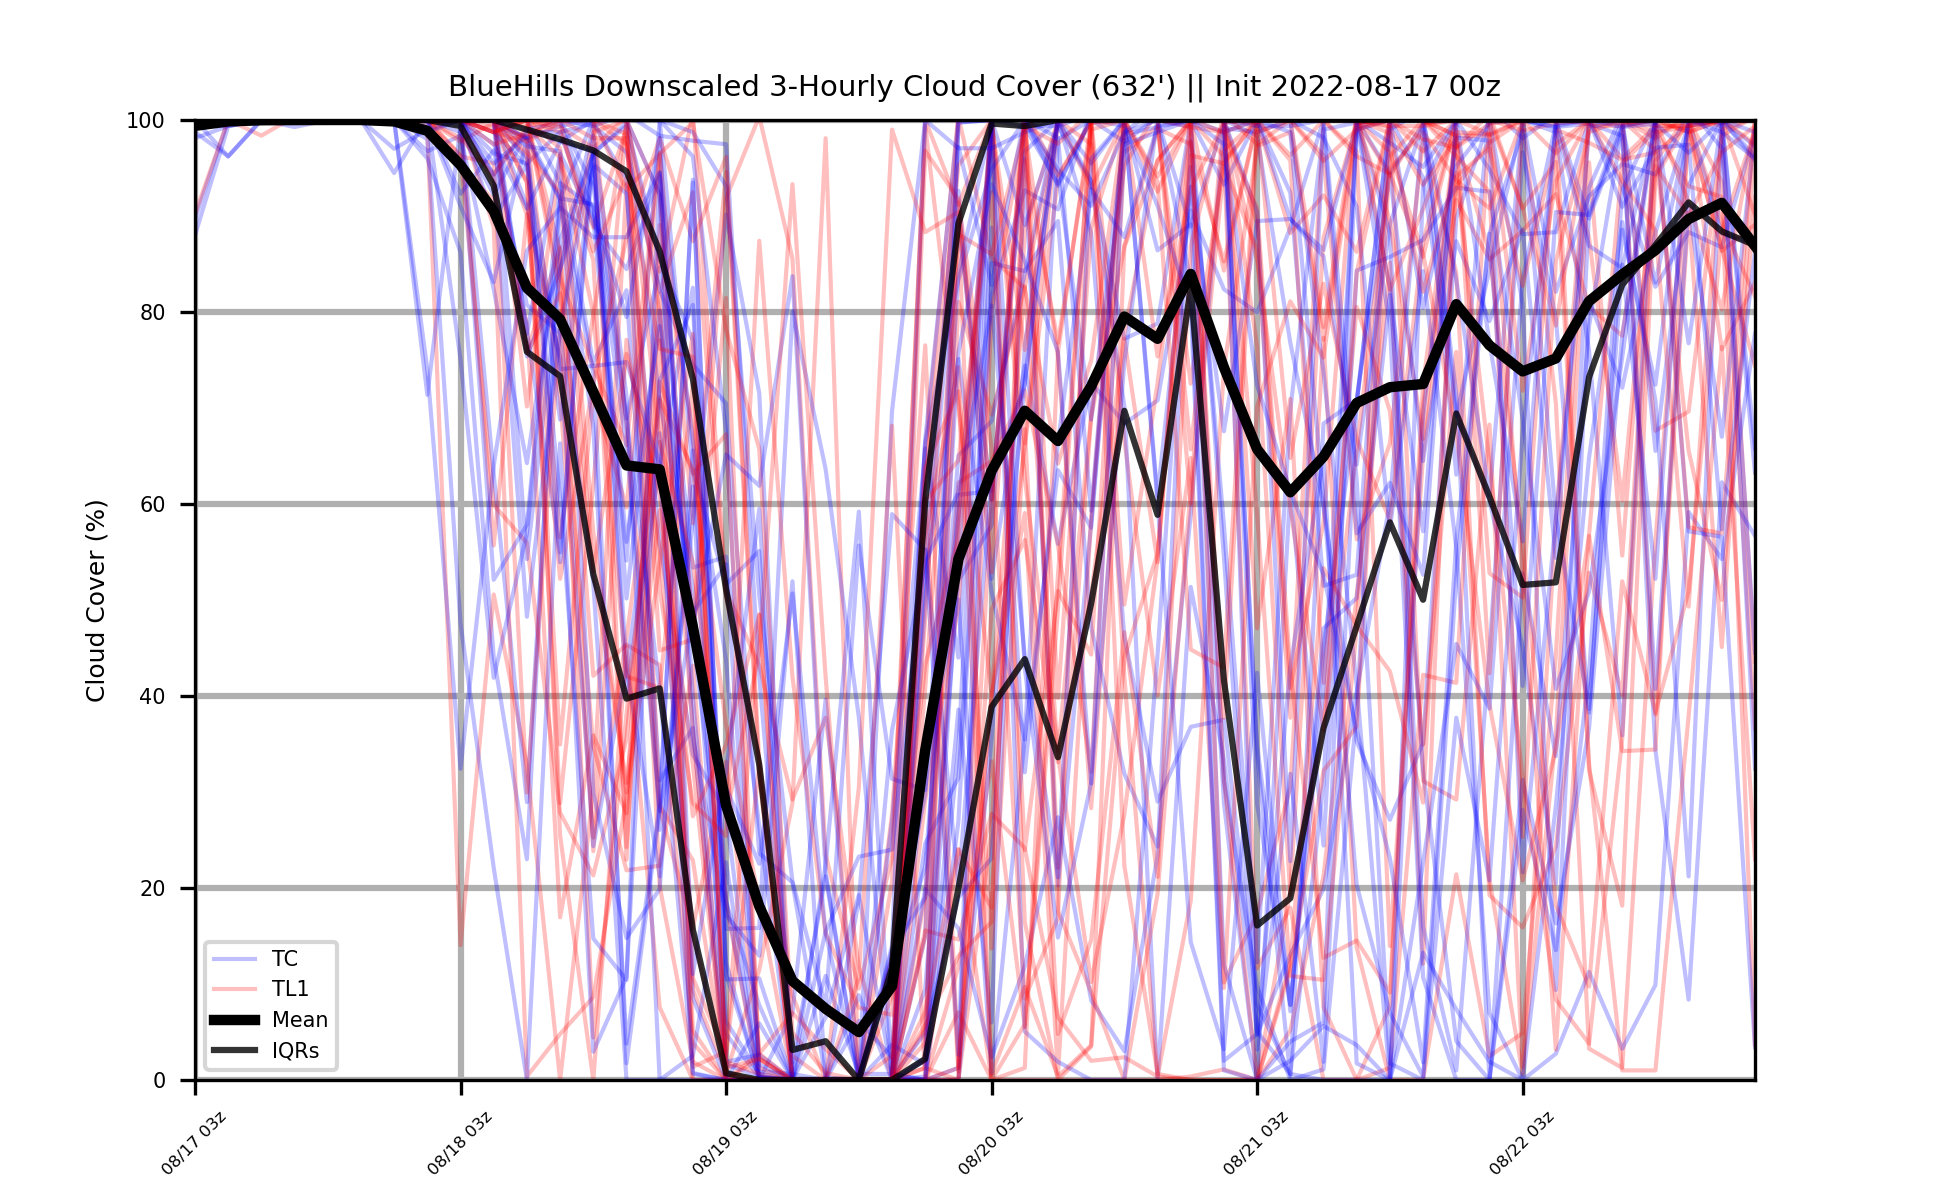 BlueHills Downscaled 3-Hourly Cloud Cover (632') || Init 2022-08-17 00z
Cloud Cover (%)
100
80
60
40
20
0
TC
TL1
Mean
IQRs
08/17 03z
08/18 03z
08/19 03z
08/20 03z
08/21 03z
08/22 03z